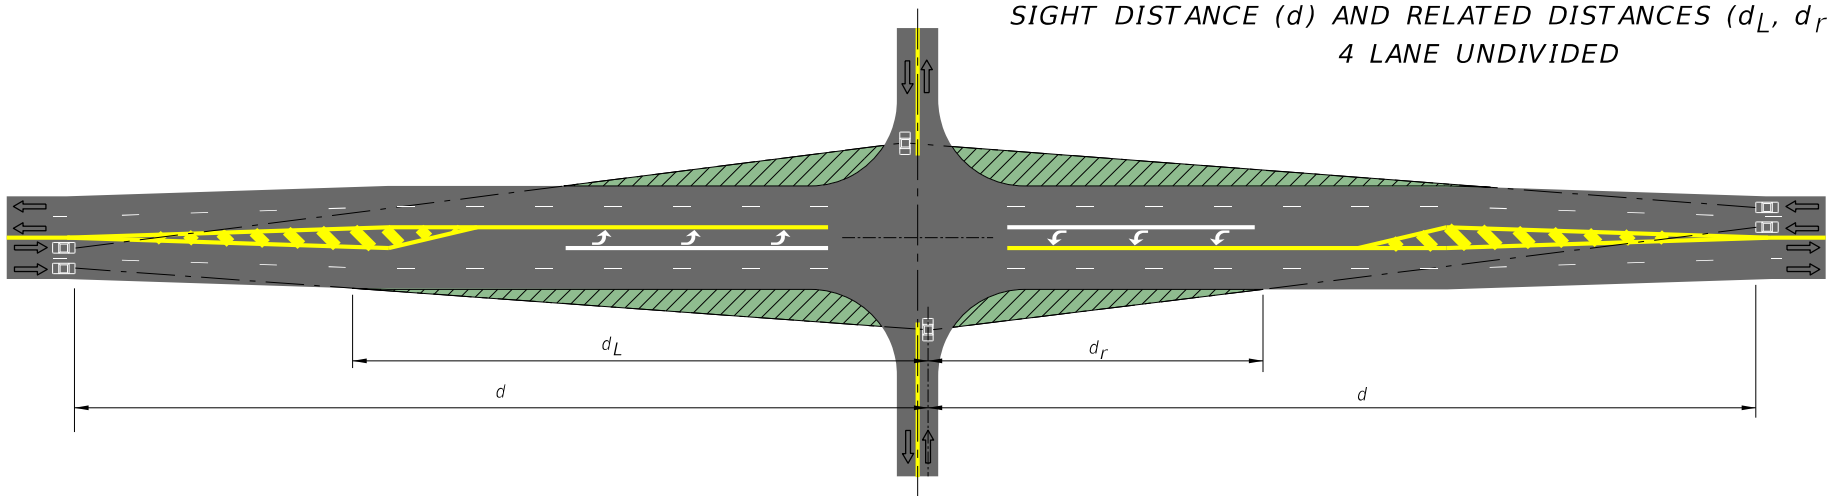 SIGHT DISTANCE (d) AND RELATED DISTANCES (dL, dr
4 LANE UNDIVIDED
dL
dr
d
d